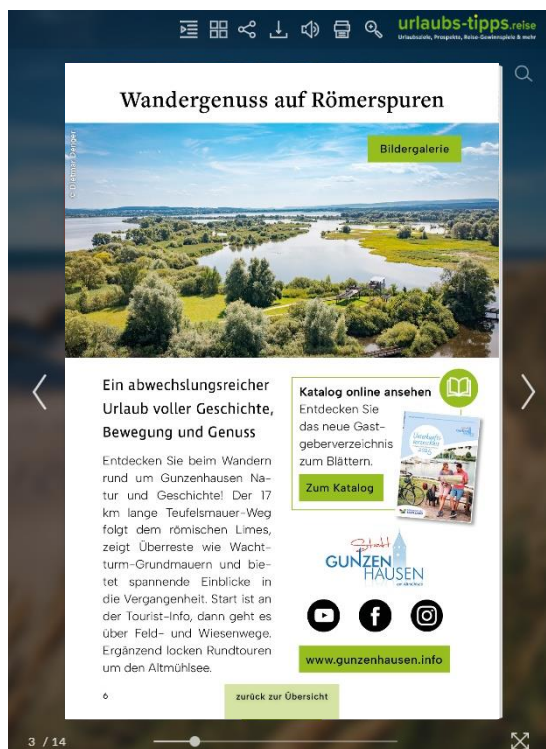 urlaubs-tipps.reise
Urlaubsziele, Prospekte, Reise-Gewinnspiele & mehr
Wandergenuss auf Römerspuren
© Dietmar Denger
Bildergalerie
Ein abwechslungsreicher
Urlaub voller Geschichte,
Bewegung und Genuss
Entdecken Sie beim Wandern
rund um Gunzenhausen Na-
tur und Geschichte! Der 17
km lange Teufelsmauer-Weg
folgt dem römischen Limes,
zeigt Überreste wie Wacht-
turm-Grundmauern und bie-
tet spannende Einblicke in
die Vergangenheit. Start ist an
der Tourist-Info, dann geht es
über Feld- und Wiesenwege.
Ergänzend locken Rundtouren
um den Altmühlsee.
Katalog online ansehen
Entdecken Sie
das neue Gast-
geberverzeichnis
zum Blättern.
Zum Katalog
Stadt
GUNZEN
HAUSEN
www.gunzenhausen.info
6
zurück zur Übersicht
3 / 14